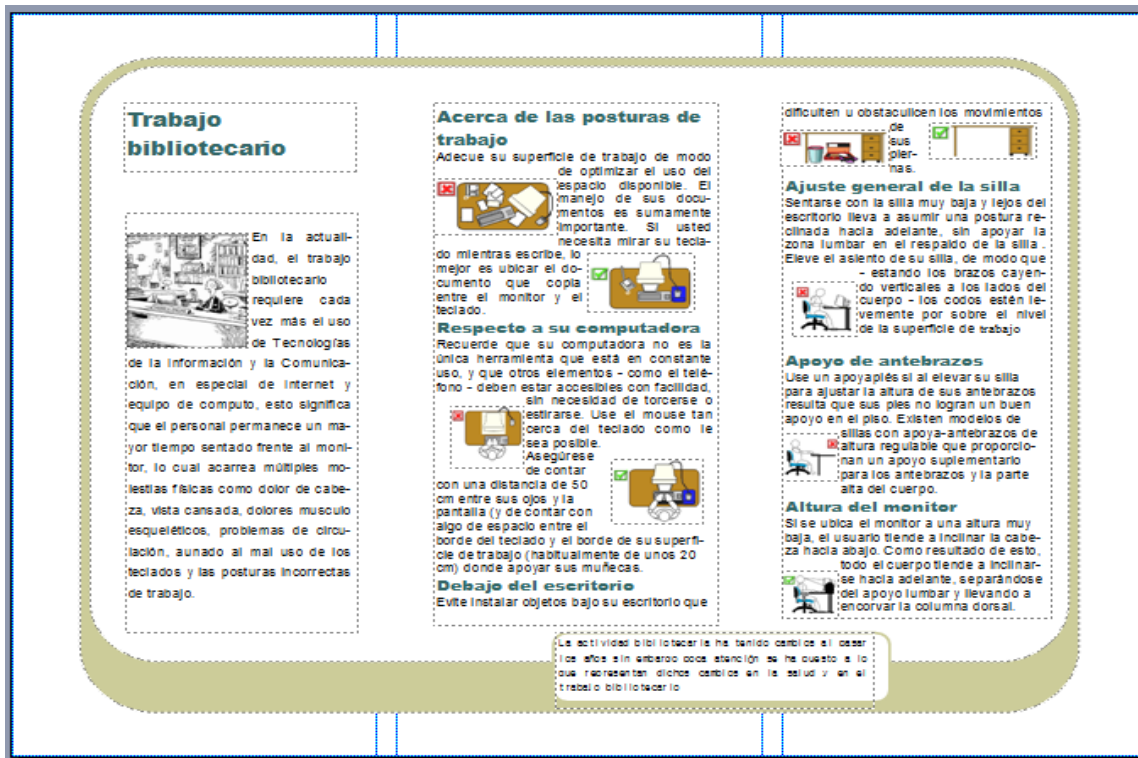 Trabajo
bibliotecario
En la actuali-
dad, el trabajo
bibliotecario
requiere cada
vez más el uso
de Tecnologías
de la Información y la Comunica-
ción, en especial de Internet y
equipo de computo, esto significa
que el personal permanece un ma-
yor tiempo sentado frente al moni-
tor, lo cual acarrea múltiples mo-
lestias físicas como dolor de cabe-
za, vista cansada, dolores musculo
esqueléticos, problemas de circu-
lación, aunado al mal uso de los
teclados y las posturas incorrectas
de trabajo.
Acerca de las posturas de
trabajo
Adecue su superficie de trabajo de modo
de optimizar el uso del
espacio disponible. El
manejo de sus docu-
mentos es sumamente
importante. Si usted
necesita mirar su tecla-
do mientras escribe, lo
mejor es ubicar el do-
cumento que copia
entre el monitor y el
teclado.
Respecto a su computadora
Recuerde que su computadora no es la
única herramienta que está en constante
uso, y que otros elementos - como el telé-
fono - deben estar accesibles con facilidad,
sin necesidad de torcerse o
estirarse. Use el mouse tan
cerca del teclado como le
sea posible.
Asegúrese
de contar
con una distancia de 50
cm entre sus ojos y la
pantalla (y de contar con
algo de espacio entre el
borde del teclado y el borde de su superfi-
cie de trabajo (habitualmente de unos 20
cm) donde apoyar sus muñecas.
Debajo del escritorio
Evite instalar objetos bajo su escritorio que
dificulten u obstaculicen los movimientos
de
sus
pier-
nas.
Ajuste general de la silla
Sentarse con la silla muy baja y lejos del
escritorio lleva a asumir una postura re-
clinada hacia adelante, sin apoyar la
zona lumbar en el respaldo de la silla .
Eleve el asiento de su silla, de modo que
- estando los brazos cayen-
do verticales a los lados del
cuerpo - los codos estén le-
vemente por sobre el nivel
de la superficie de trabajo
Apoyo de antebrazos
Use un apoyapiés si al elevar su silla
para ajustar la altura de sus antebrazos
resulta que sus pies no logran un buen
apoyo en el piso. Existen modelos de
sillas con apoya-antebrazos de
altura regulable que proporcio-
nan un apoyo suplementario
para los antebrazos y la parte
alta del cuerpo.
Altura del monitor
Si se ubica el monitor a una altura muy
baja, el usuario tiende a inclinar la cabe-
za hacia abajo. Como resultado de esto,
todo el cuerpo tiende a inclinar-
se hacia adelante, separándose
del apoyo lumbar y llevando a
encorvar la columna dorsal.
La actividad bibliotecaria ha tenido cambios al pasar
los años sin embargo poca atención se ha puesto a lo
que representan dichos cambios en la salud y en el
trabajo bibliotecario